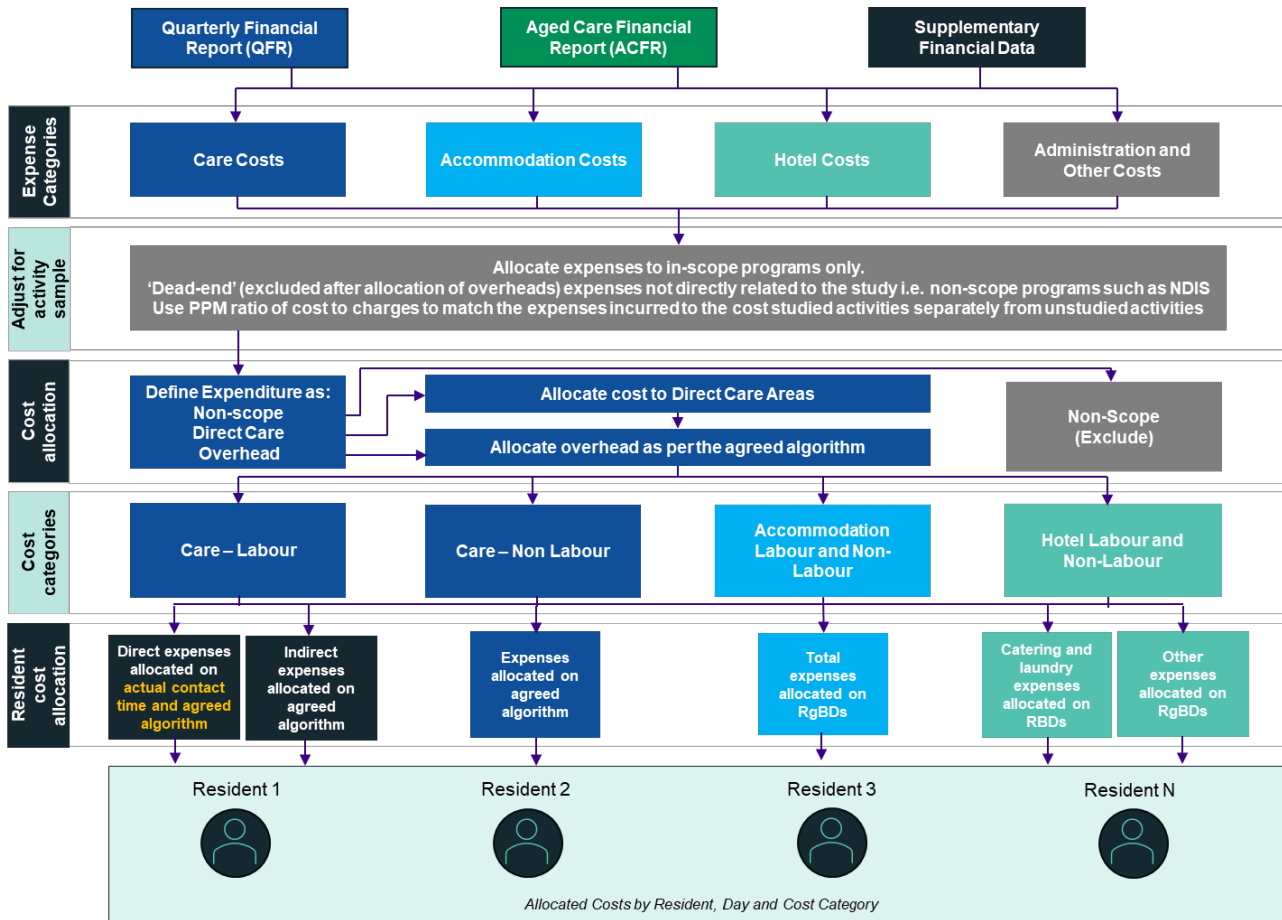 Quarterly Financial
Report (QFR)
Aged Care Financial
Report (ACFR)
Supplementary
Financial Data
Expense
Categories
Care Costs
Accommodation Costs
Hotel Costs
Administration and
Other Costs
Adjust for
activity
sample
Allocate expenses to in-scope programs only.
‘Dead-end’ (excluded after allocation of overheads) expenses not directly related to the study i.e. non-scope programs such as NDIS
Use PPM ratio of cost to charges to match the expenses incurred to the cost studied activities separately from unstudied activities
Cost
allocation
Define Expenditure as:
Non-scope
Direct Care
Overhead
Allocate cost to Direct Care Areas
Allocate overhead as per the agreed algorithm
Non-Scope
(Exclude)
Cost
categories
Care – Labour
Care – Non Labour
Accommodation
Labour and Non-
Labour
Hotel Labour and
Non-Labour
Resident
cost
allocation
Direct expenses
allocated on
actual contact
time and agreed
algorithm
Indirect
expenses
allocated on
agreed
algorithm
Expenses
allocated on
agreed
algorithm
Total
expenses
allocated on
RgBDs
Catering and
laundry
expenses
allocated on
RBDs
Other
expenses
allocated on
RgBDs
Resident 1
Resident 2
Resident 3
Resident N
Allocated Costs by Resident, Day and Cost Category